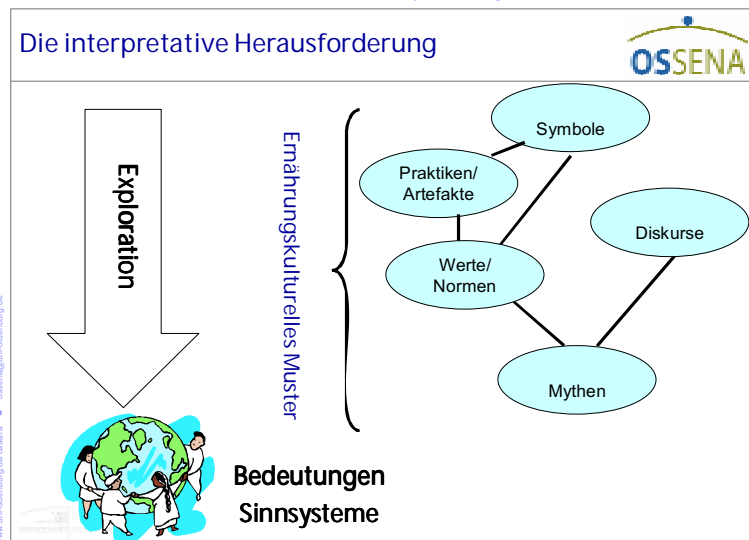 Die interpretative Herausforderung
OSSENA
Exploration
Ernährungskulturelles Muster
Symbole
Praktiken/
Artefakte
Diskurse
Werte/
Normen
Mythen
Bedeutungen
Sinnsysteme